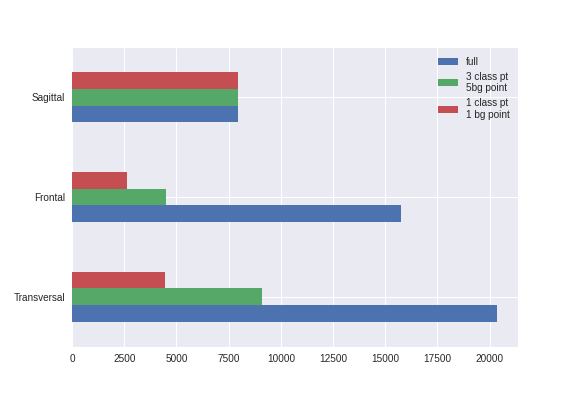 full
3 class pt
5bg point
1 class pt
1 bg point
Sagittal
Frontal
Transversal
0 2500 5000 7500 10000 12500 15000 17500 20000